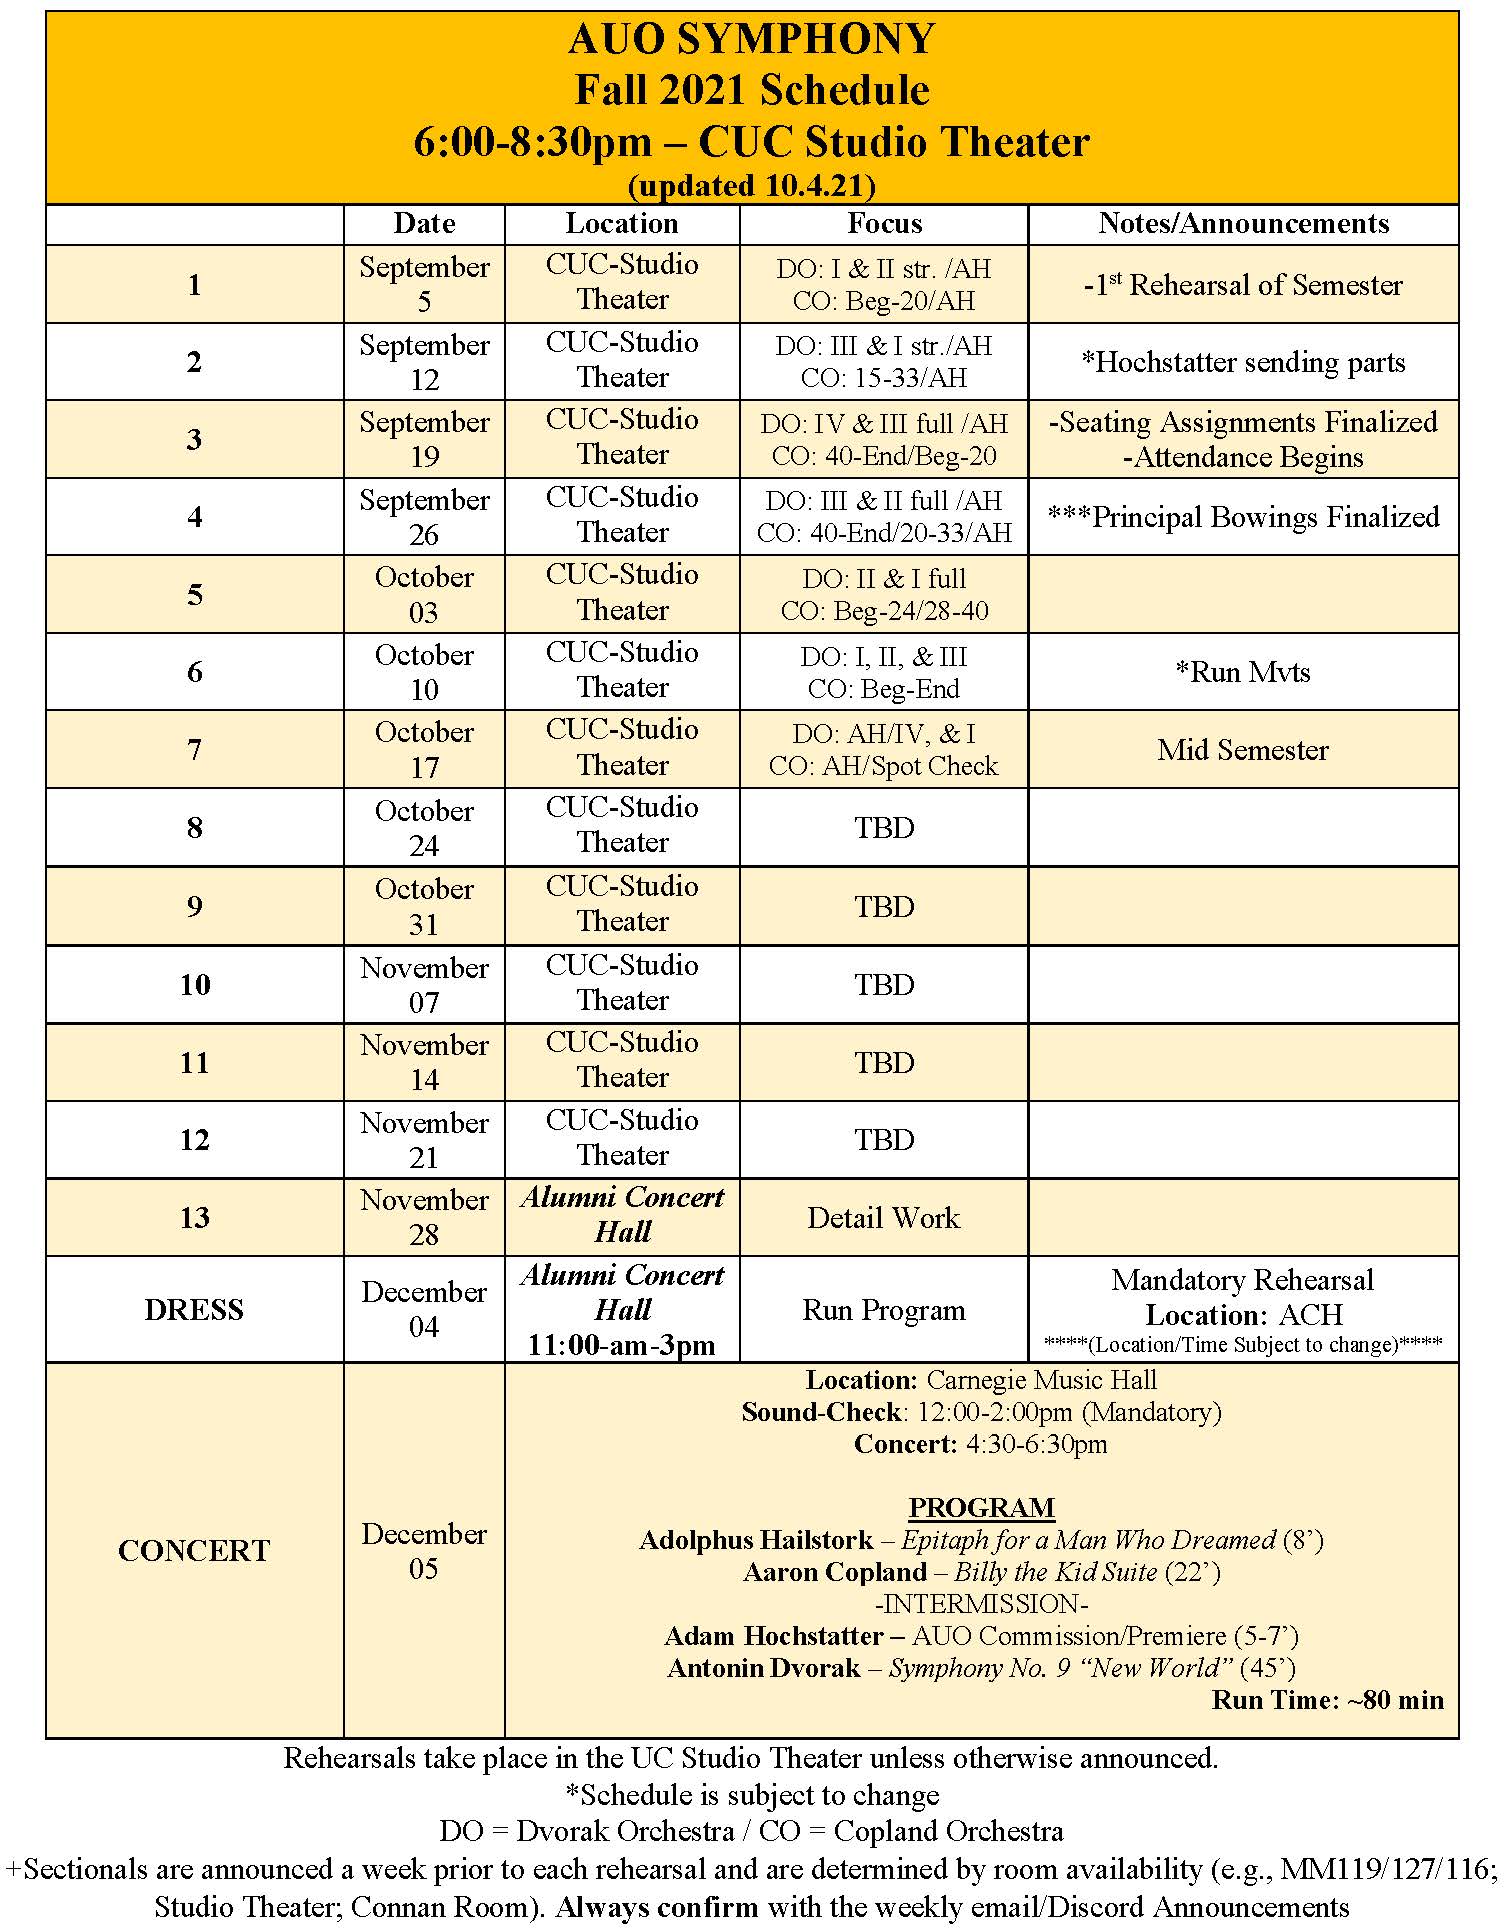 AUO SYMPHONY
Fall 2021 Schedule
6:00-8:30pm – CUC Studio Theater
(updated 10.4.21)
Date Location Focus Notes/Announcements
1 September 5 CUC-Studio Theater DO: I & II str. /AH CO: Beg-20/AH -1st Rehearsal of Semester
2 September 12 CUC-Studio Theater DO: III & I str./AH CO: 15-33/AH *Hochstatter sending parts
3 September 19 CUC-Studio Theater DO: IV & III full /AH CO: 40-End/Beg-20 -Seating Assignments Finalized -Attendance Begins
4 September 26 CUC-Studio Theater DO: III & II full /AH CO: 40-End/20-33/AH ***Principal Bowings Finalized
5 October 03 CUC-Studio Theater DO: II & I full CO: Beg-24/28-40
6 October 10 CUC-Studio Theater DO: I, II, & III CO: Beg-End *Run Mvts
7 October 17 CUC-Studio Theater DO: AH/IV, & I CO: AH/Spot Check Mid Semester
8 October 24 CUC-Studio Theater TBD
9 October 31 CUC-Studio Theater TBD
10 November 07 CUC-Studio Theater TBD
11 November 14 CUC-Studio Theater TBD
12 November 21 CUC-Studio Theater TBD
13 November 28 Alumni Concert Hall Detail Work
DRESS December 04 Alumni Concert Hall 11:00-am-3pm Run Program Mandatory Rehearsal Location: ACH ****(Location/Time Subject to change)****
CONCERT December 05
Location: Carnegie Music Hall
Sound-Check: 12:00-2:00pm (Mandatory)
Concert: 4:30-6:30pm
PROGRAM
Adolphus Hailstork – Epitaph for a Man Who Dreamed (8’)
Aaron Copland – Billy the Kid Suite (22’)
-INTERMISSION-
Adam Hochstatter – AUO Commission/Premiere (5-7’)
Antonin Dvorak – Symphony No. 9 “New World” (45’)
Run Time: ~80 min
Rehearsals take place in the UC Studio Theater unless otherwise announced.
*Schedule is subject to change
DO = Dvorak Orchestra / CO = Copland Orchestra
+Sectionals are announced a week prior to each rehearsal and are determined by room availability (e.g., MM119/127/116;
Studio Theater; Connan Room). Always confirm with the weekly email/Discord Announcements